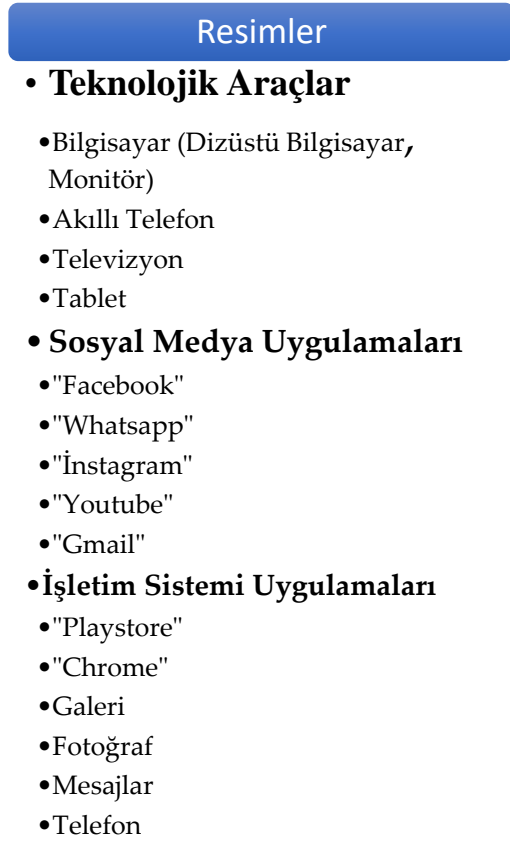 Resimler
• Teknolojik Araçlar
•Bilgisayar (Dizüstü Bilgisayar,
Monitör)
•Akıllı Telefon
•Televizyon
•Tablet
• Sosyal Medya Uygulamaları
•"Facebook"
•"Whatsapp"
•"İnstagram"
•"Youtube"
•"Gmail"
•İşletim Sistemi Uygulamaları
•"Playstore"
•"Chrome"
•Galeri
•Fotoğraf
•Mesajlar
•Telefon